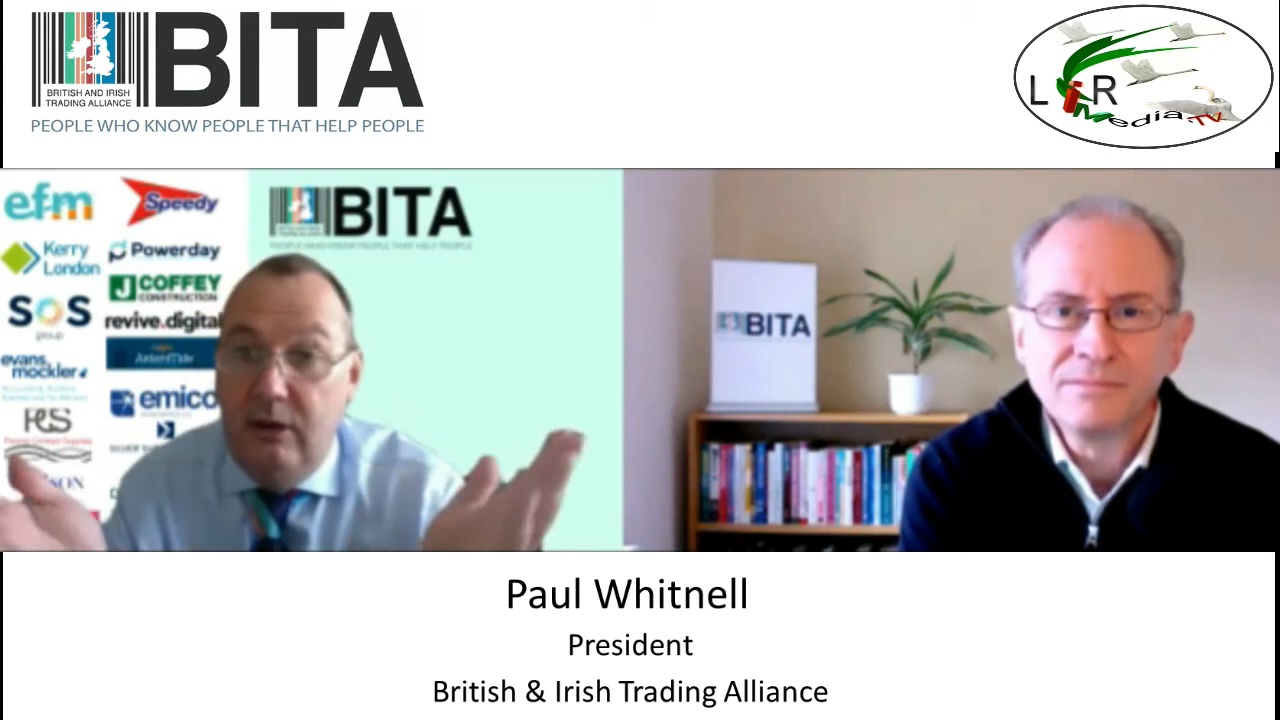 BITA
BRITISH AND IRISH
TRADING ALLIANCE
PEOPLE WHO KNOW PEOPLE THAT HELP PEOPLE
LiR
Media TV
efm
Speedy
BITA
PEOPLE WHO KNOW PEOPLE THAT HELP PEOPLE
Kerry
London
Powerday
J COFFEY
CONSTRUCTION
SOS
group
revive.digital
evans
mockler
emico
PCS
BITA
Paul Whitnell
President
British & Irish Trading Alliance